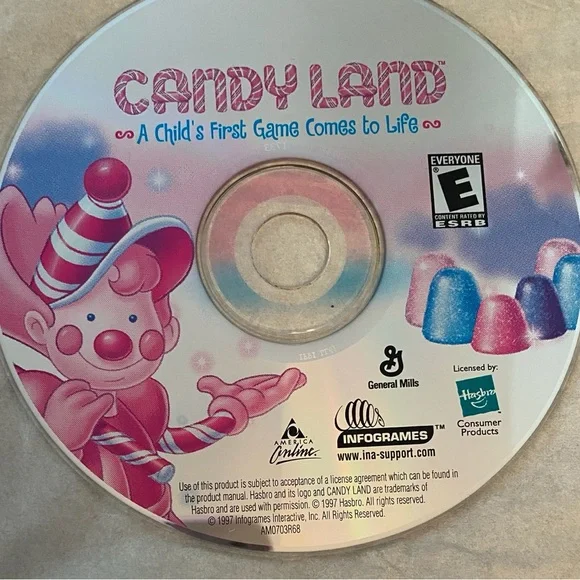 CANDY LAND™
A Child's First Game Comes to Life
EVERYONE
E
CONTENT RATED BY
ESRB
General Mills
Licensed by:
Hasbro
Consumer
Products
AMERICA
Online
INFOGRAMES™
www.ina-support.com
Use of this product is subject to acceptance of a license agreement which can be found in
the product manual. Hasbro and its logo and CANDY LAND are trademarks of
Hasbro and are used with permission. © 1997 Hasbro. All rights reserved.
© 1997 Infogrames Interactive, Inc. All Rights Reserved.
AM0703R68